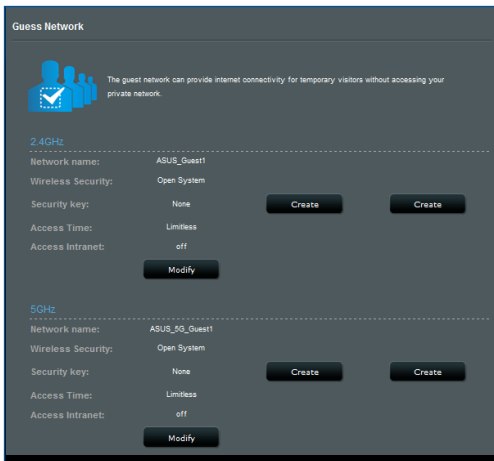 Guess Network
The guest network can provide internet connectivity for temporary visitors without accessing your
private network.
2.4GHz
Network name: ASUS_Guest1
Wireless Security: Open System
Security key: None Create Create
Access Time: Limitless
Access Intranet: off
Modify
5GHz
Network name: ASUS_5G_Guest1
Wireless Security: Open System
Security key: None Create Create
Access Time: Limitless
Access Intranet: off
Modify